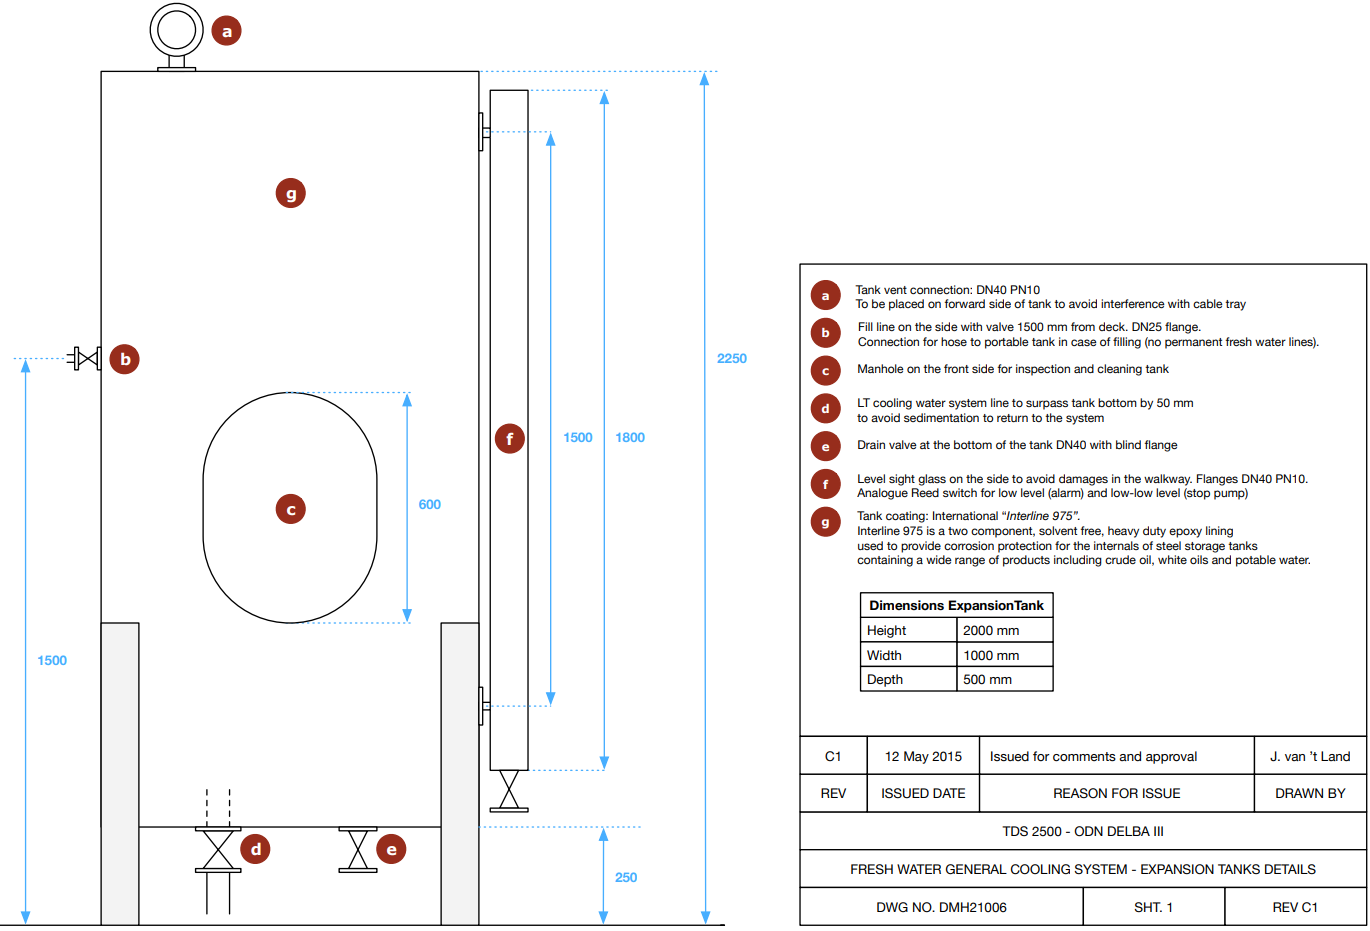 a
g
b
2250
f
1500
1800
c
600
1500
d
e
250
a
Tank vent connection: DN40 PN10
To be placed on forward side of tank to avoid interference with cable tray
b
Fill line on the side with valve 1500 mm from deck. DN25 flange.
Connection for hose to portable tank in case of filling (no permanent fresh water lines).
c
Manhole on the front side for inspection and cleaning tank
d
LT cooling water system line to surpass tank bottom by 50 mm
to avoid sedimentation to return to the system
e
Drain valve at the bottom of the tank DN40 with blind flange
f
Level sight glass on the side to avoid damages in the walkway. Flanges DN40 PN10.
Analogue Reed switch for low level (alarm) and low-low level (stop pump)
g
Tank coating: International “Interline 975”.
Interline 975 is a two component, solvent free, heavy duty epoxy lining
used to provide corrosion protection for the internals of steel storage tanks
containing a wide range of products including crude oil, white oils and potable water.
Dimensions ExpansionTank
Height 2000 mm
Width 1000 mm
Depth 500 mm
C1 12 May 2015 Issued for comments and approval J. van ’t Land
REV ISSUED DATE REASON FOR ISSUE DRAWN BY
TDS 2500 - ODN DELBA III
FRESH WATER GENERAL COOLING SYSTEM - EXPANSION TANKS DETAILS
DWG NO. DMH21006 SHT. 1 REV C1